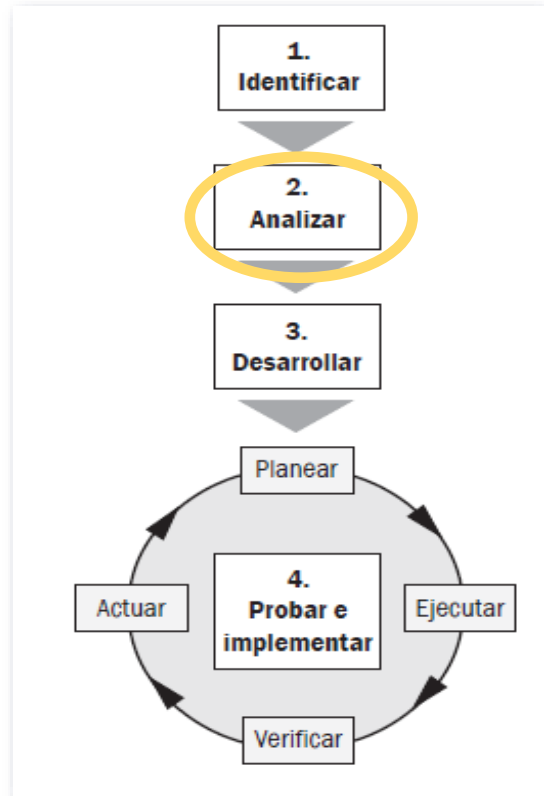 1.
Identificar
2.
Analizar
3.
Desarrollar
Planear
4.
Probar e
implementar
Actuar
Ejecutar
Verificar